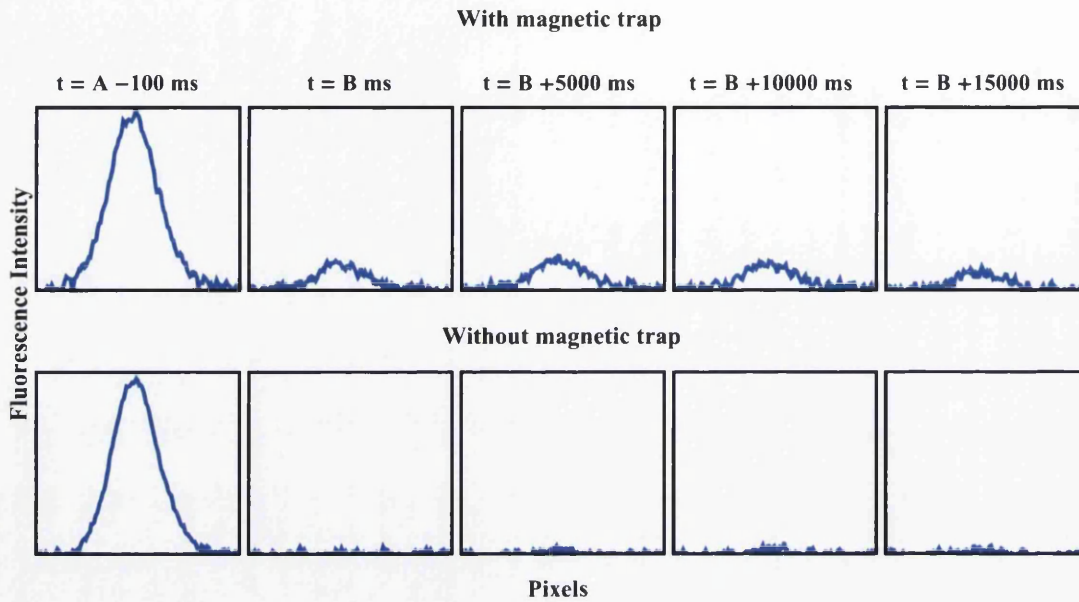 With magnetic trap
t = A −100 ms
t = B ms
t = B +5000 ms
t = B +10000 ms
t = B +15000 ms
Fluorescence Intensity
Without magnetic trap
Pixels